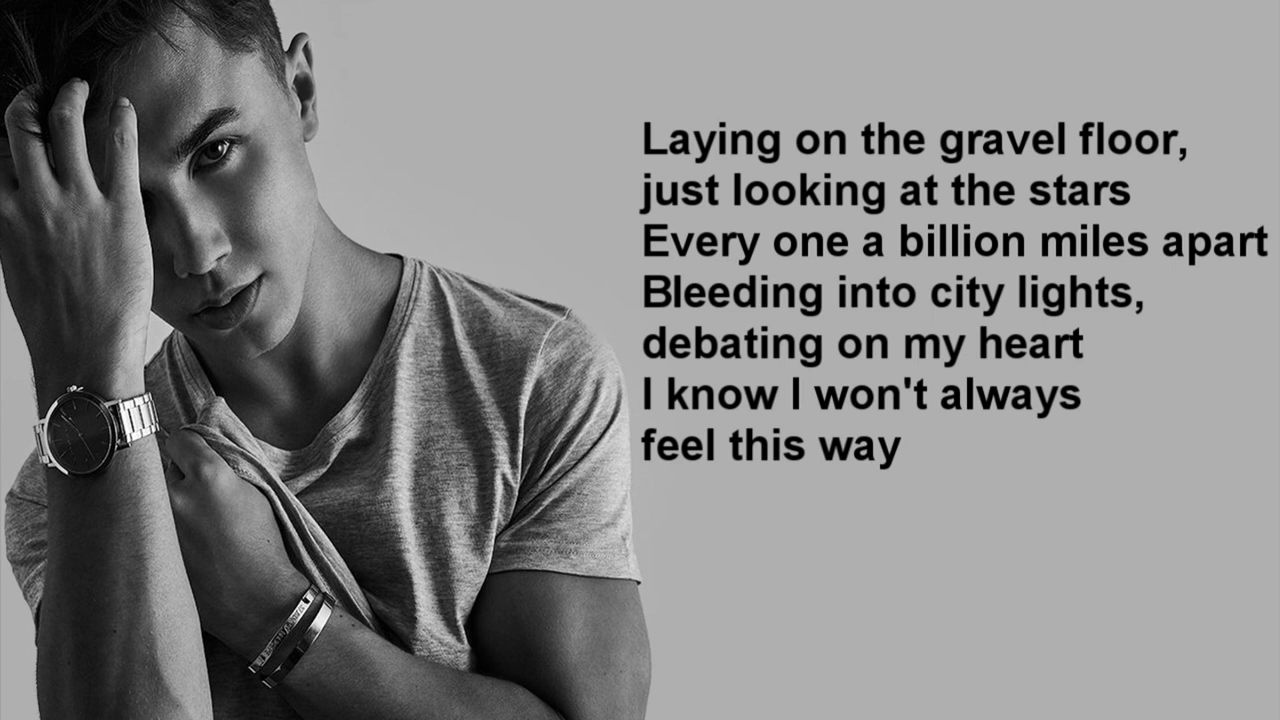 Laying on the gravel floor,
just looking at the stars
Every one a billion miles apart
Bleeding into city lights,
debating on my heart
I know I won't always
feel this way